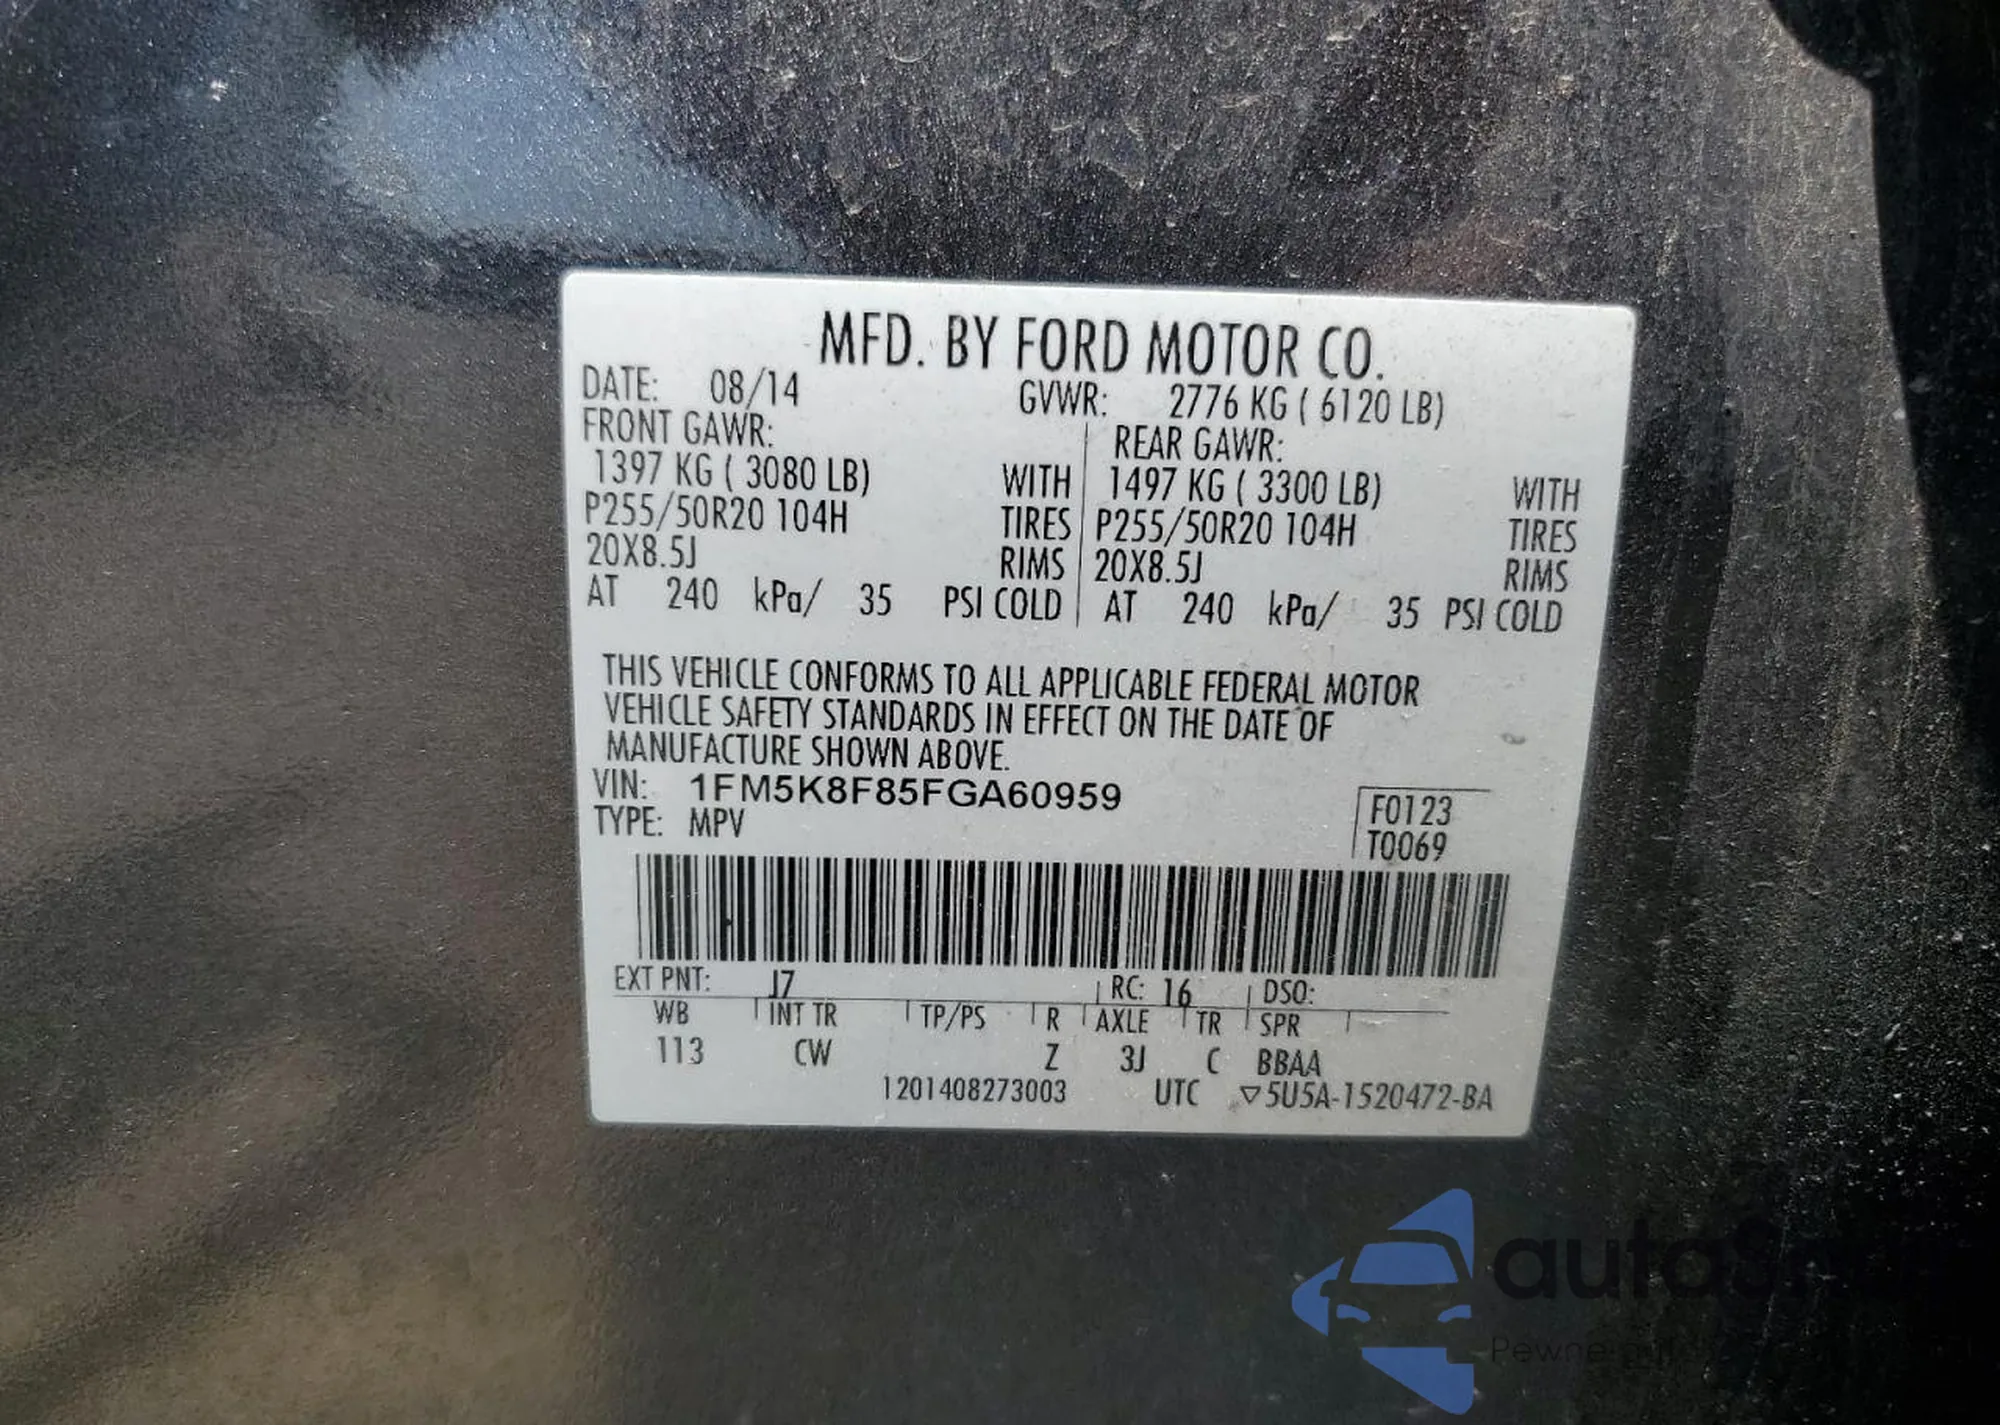 MFD. BY FORD MOTOR CO.
DATE: 08/14 GVWR: 2776 KG ( 6120 LB)
FRONT GAWR: REAR GAWR:
1397 KG ( 3080 LB) WITH 1497 KG ( 3300 LB) WITH
P255/50R20 104H TIRES P255/50R20 104H TIRES
20X8.5J RIMS 20X8.5J RIMS
AT 240 kPa/ 35 PSI COLD AT 240 kPa/ 35 PSI COLD
THIS VEHICLE CONFORMS TO ALL APPLICABLE FEDERAL MOTOR
VEHICLE SAFETY STANDARDS IN EFFECT ON THE DATE OF
MANUFACTURE SHOWN ABOVE.
VIN: 1FM5K8F85FGA60959
TYPE: MPV
F0123
T0069
EXT PNT: J7 RC: 16 DSO:
WB INT TR TP/PS R AXLE TR SPR
113 CW Z 3J C BBAA
1201408273003 UTC ▽5U5A-1520472-BA